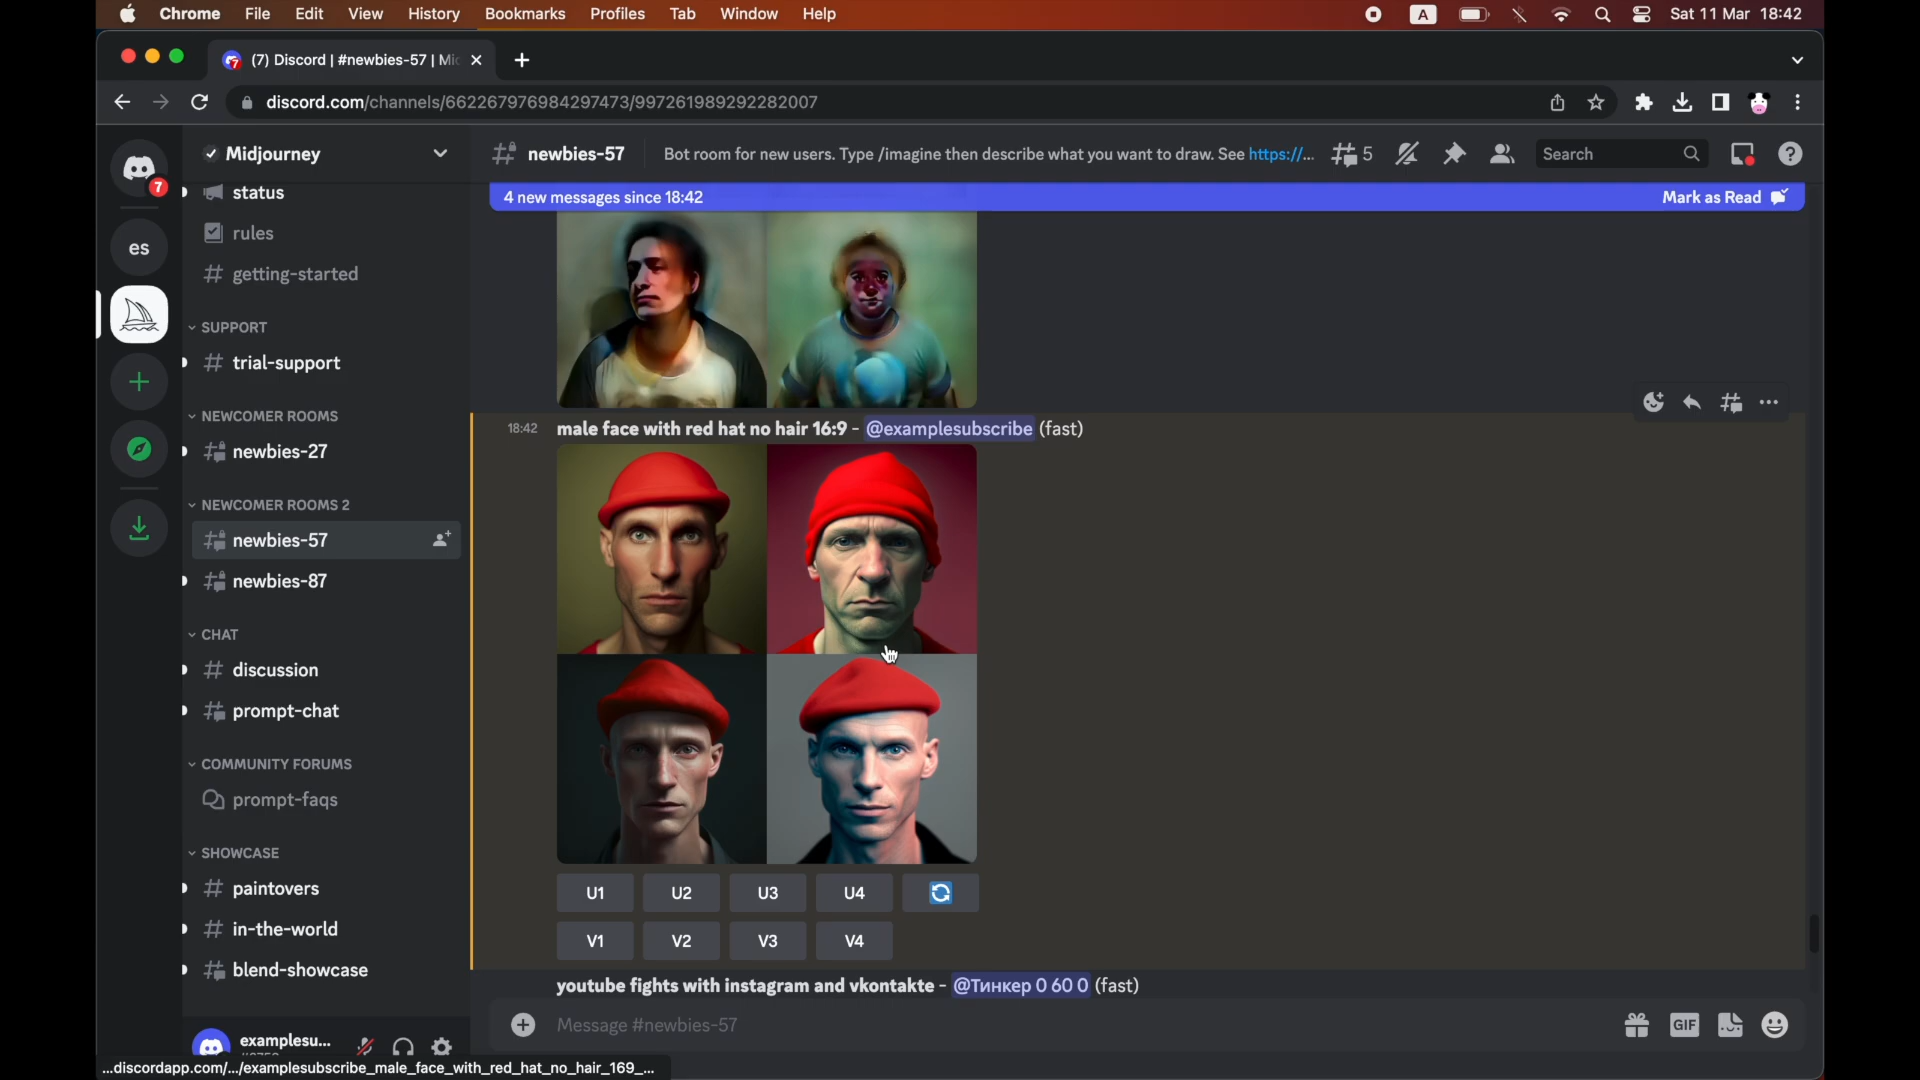 Chrome File Edit View History Bookmarks Profiles Tab Window Help A Sat 11 Mar 18:42
(7) Discord | #newbies-57 | Mi
discord.com/channels/662267976984297473/997261989292282007
7
es
Midjourney
status
rules
getting-started
SUPPORT
trial-support
NEWCOMER ROOMS
newbies-27
NEWCOMER ROOMS 2
newbies-57
newbies-87
CHAT
discussion
prompt-chat
COMMUNITY FORUMS
prompt-faqs
SHOWCASE
paintovers
in-the-world
blend-showcase
examplesu...
...discordapp.com/.../examplesubscribe_male_face_with_red_hat_no_hair_169_...
newbies-57 Bot room for new users. Type /imagine then describe what you want to draw. See https://... 5 Search
4 new messages since 18:42 Mark as Read
18:42 male face with red hat no hair 16:9 - @examplesubscribe (fast)
U1 U2 U3 U4
V1 V2 V3 V4
youtube fights with instagram and vkontakte - @Тинкер 0 60 0 (fast)
Message #newbies-57 GIF